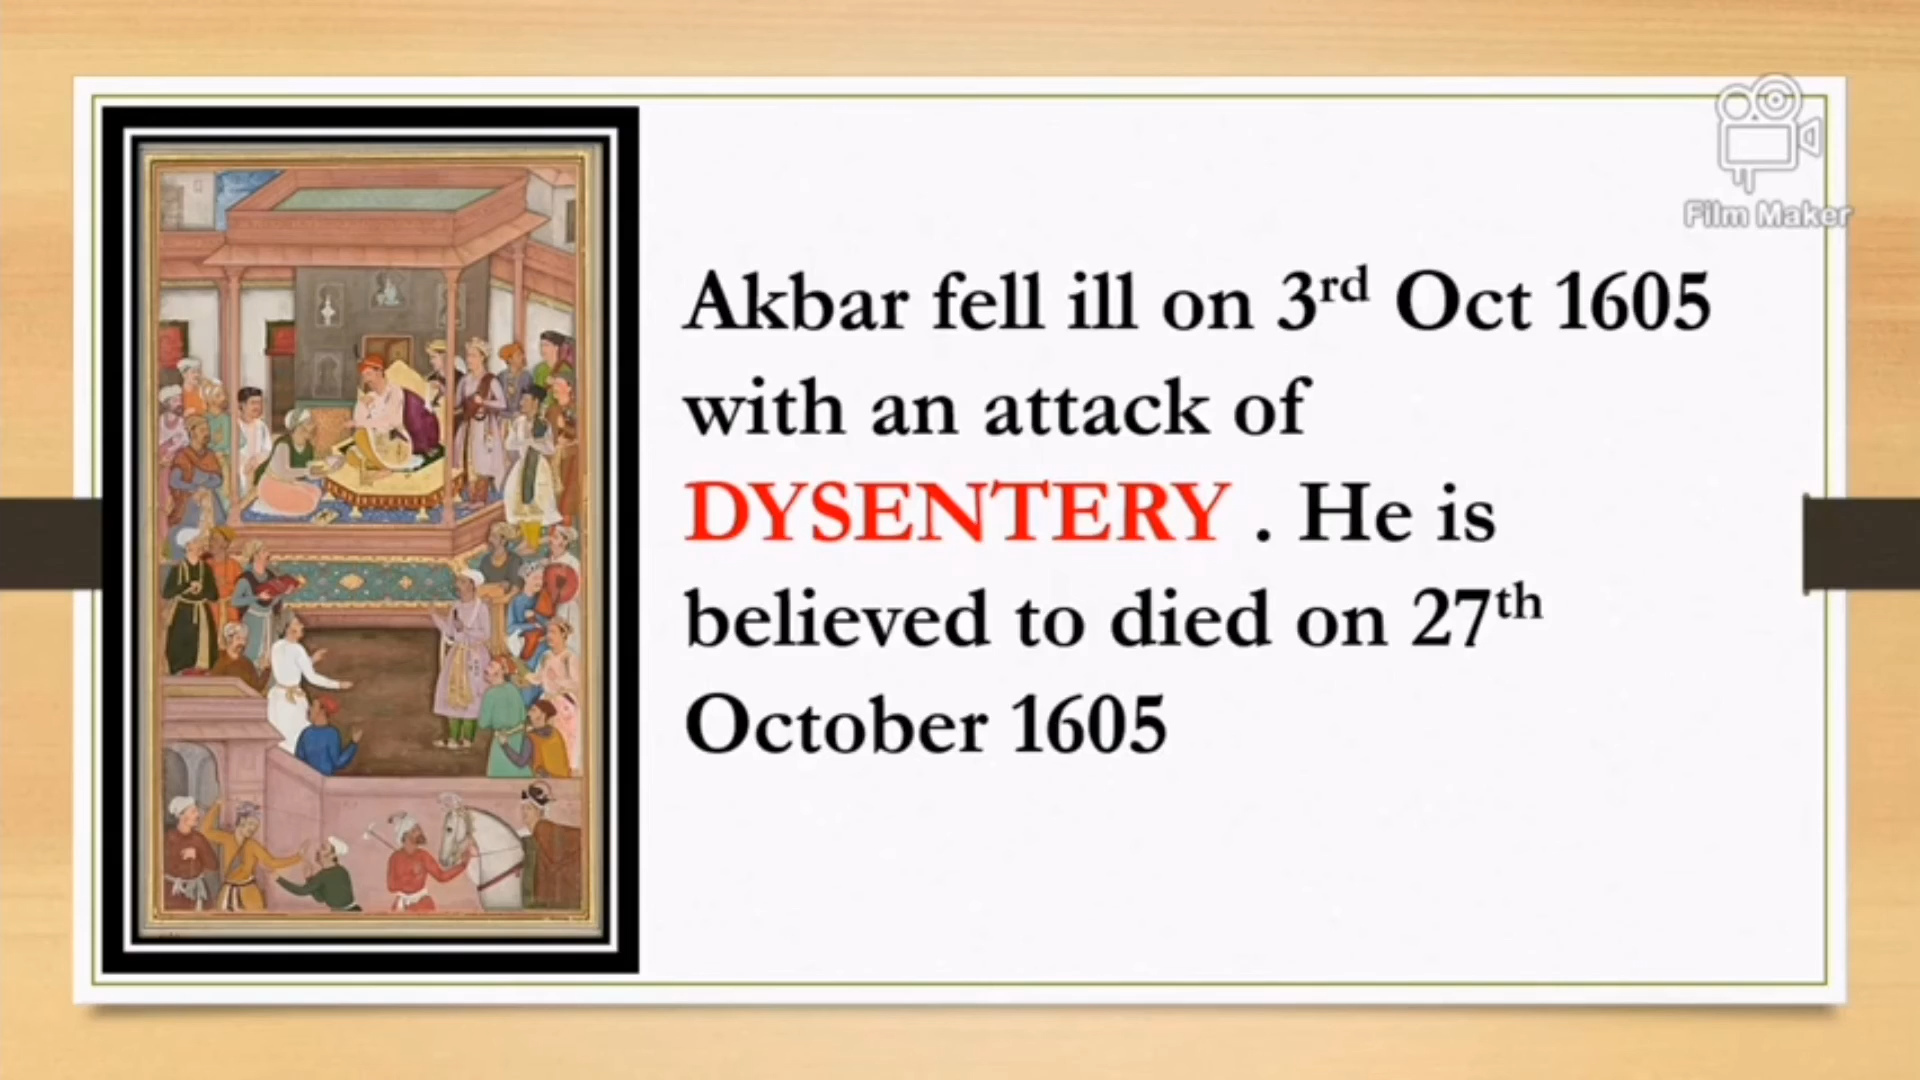 Film Maker
Akbar fell ill on 3rd Oct 1605
with an attack of
DYSENTERY . He is
believed to died on 27th
October 1605